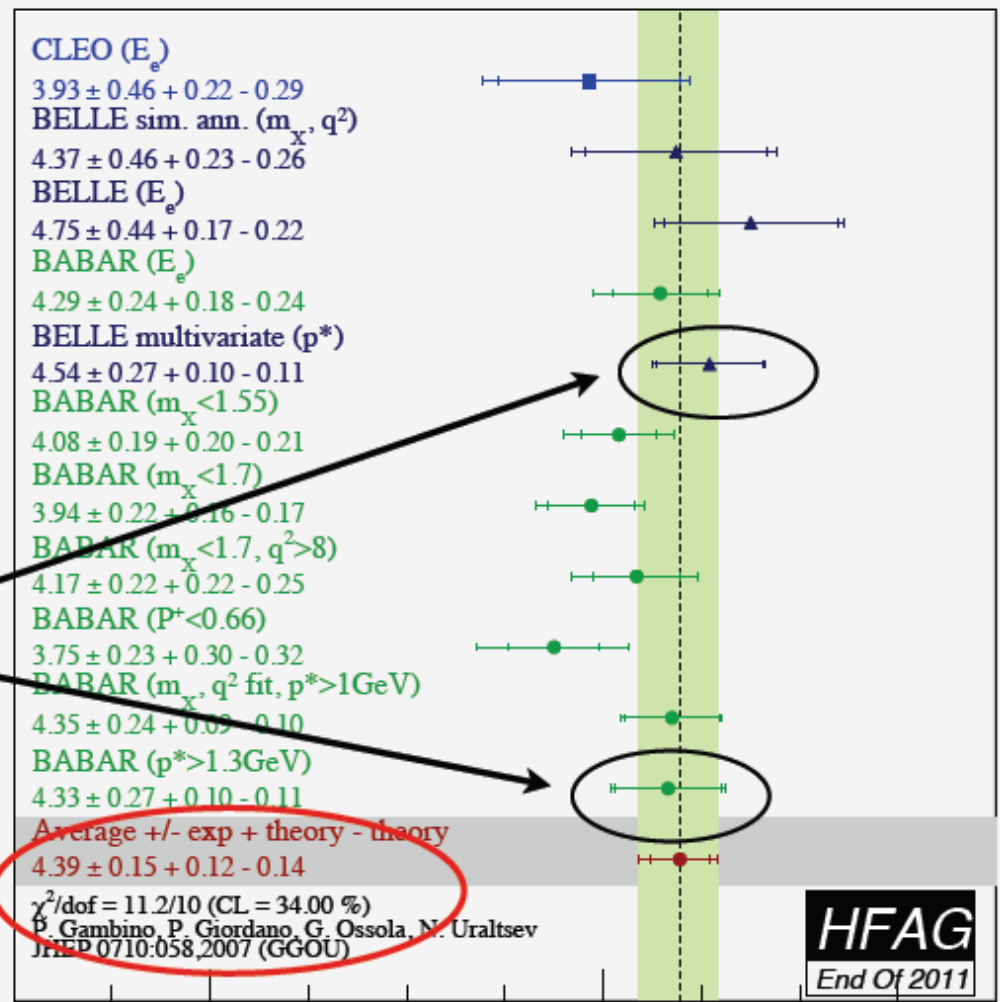 CLEO (Eₑ)
3.93 ± 0.46 + 0.22 - 0.29
BELLE sim. ann. (m_X, q²)
4.37 ± 0.46 + 0.23 - 0.26
BELLE (Eₑ)
4.75 ± 0.44 + 0.17 - 0.22
BABAR (Eₑ)
4.29 ± 0.24 + 0.18 - 0.24
BELLE multivariate (p*)
4.54 ± 0.27 + 0.10 - 0.11
BABAR (m_X<1.55)
4.08 ± 0.19 + 0.20 - 0.21
BABAR (m_X<1.7)
3.94 ± 0.22 + 0.16 - 0.17
BABAR (m_X<1.7, q²>8)
4.17 ± 0.22 + 0.22 - 0.25
BABAR (P⁺<0.66)
3.75 ± 0.23 + 0.30 - 0.32
BABAR (m_X, q² fit, p*>1GeV)
4.35 ± 0.24 + 0.09 - 0.10
BABAR (p*>1.3GeV)
4.33 ± 0.27 + 0.10 - 0.11
Average +/- exp + theory - theory
4.39 ± 0.15 + 0.12 - 0.14
χ²/dof = 11.2/10 (CL = 34.00 %)
P. Gambino, P. Giordano, G. Ossola, N. Uraltsev
JHEP 0710:058,2007 (GGOU)
HFAG
End Of 2011